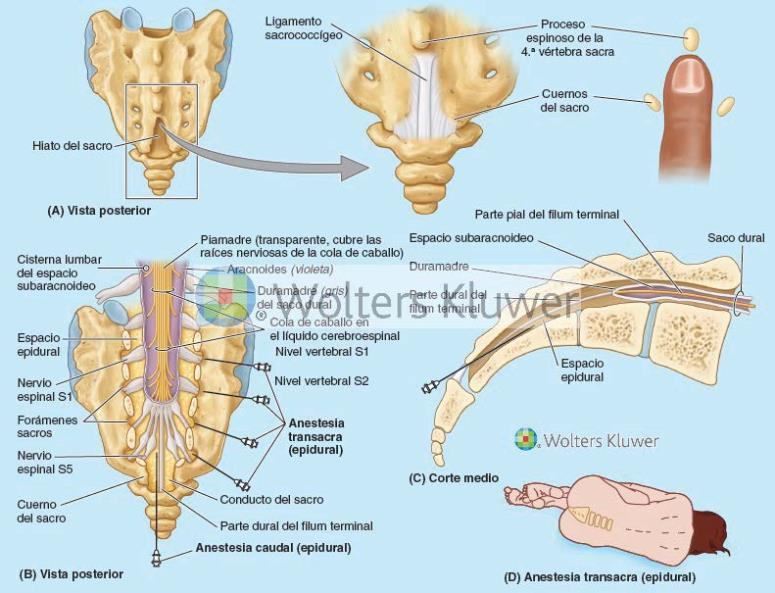 Ligamento
sacrococcígeo
Proceso
espinoso de la
4.ª vértebra sacra
Cuernos
del sacro
Hiato del sacro
(A) Vista posterior
Piamadre (transparente, cubre las
raíces nerviosas de la cola de caballo)
Cisterna lumbar
del espacio
subaracnoideo
Aracnoides (violeta)
Duramadre (gris)
del saco dural
Cola de caballo en
el líquido cerebroespinal
Nivel vertebral S1
Espacio
epidural
Nivel vertebral S2
Nervio
espinal S1
Forámenes
sacros
Anestesia
transacra
(epidural)
Nervio
espinal S5
Cuerno
del sacro
Conducto del sacro
Parte dural del filum terminal
Anestesia caudal (epidural)
(B) Vista posterior
Parte pial del filum terminal
Espacio subaracnoideo
Saco dural
Duramadre
Parte dural del
filum terminal
Espacio
epidural
(C) Corte medio
(D) Anestesia transacra (epidural)
® Wolters Kluwer
® Wolters Kluwer